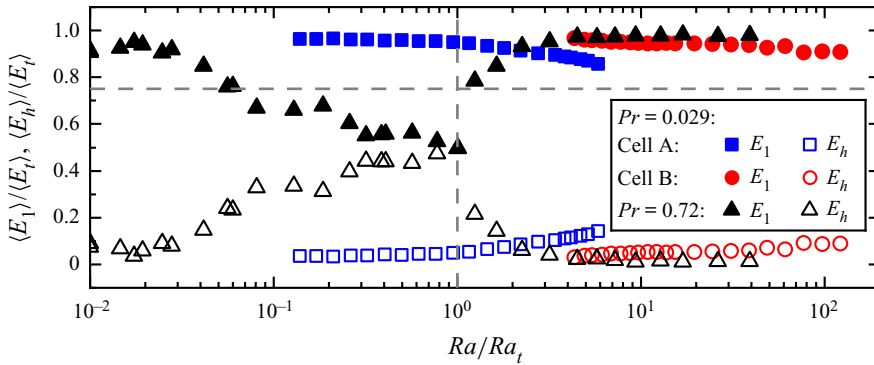 1.0
0.8
0.6
0.4
0.2
0
⟨E₁⟩/⟨Eₜ⟩, ⟨Eₕ⟩/⟨Eₜ⟩
Pr = 0.029:
Cell A: E₁ Eₕ
Cell B: E₁ Eₕ
Pr = 0.72: E₁ Eₕ
10⁻² 10⁻¹ 10⁰ 10¹ 10²
Ra/Raₜ